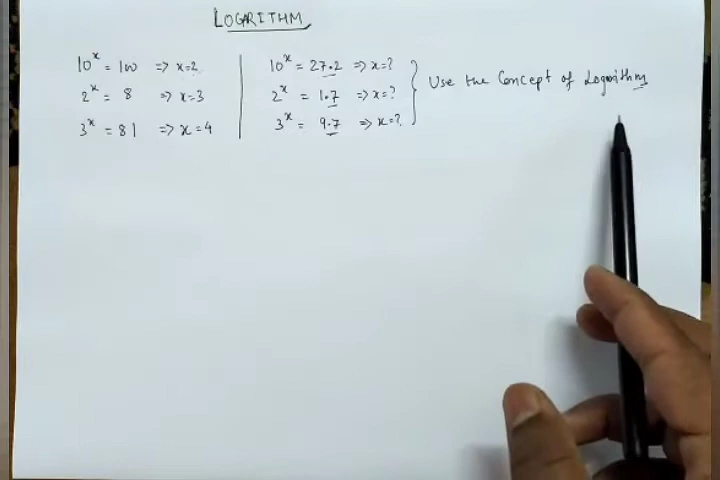 LOGARITHM
10^x = 100 => x=2 10^x = 27.2 => x=? Use the Concept of Logarithm
2^x = 8 => x=3 2^x = 1.7 => x=?
3^x = 81 => x=4 3^x = 9.7 => x=?